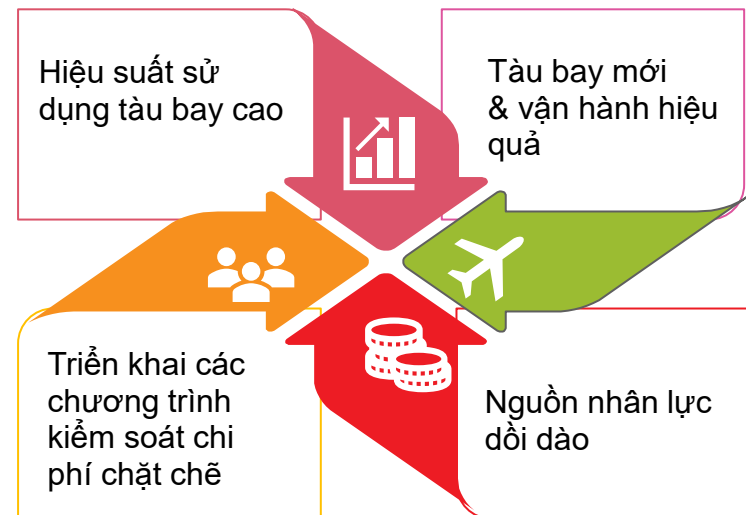 Hiệu suất sử
dụng tàu bay cao
Tàu bay mới
& vận hành hiệu
quả
Triển khai các
chương trình
kiểm soát chi
phí chặt chẽ
Nguồn nhân lực
dồi dào